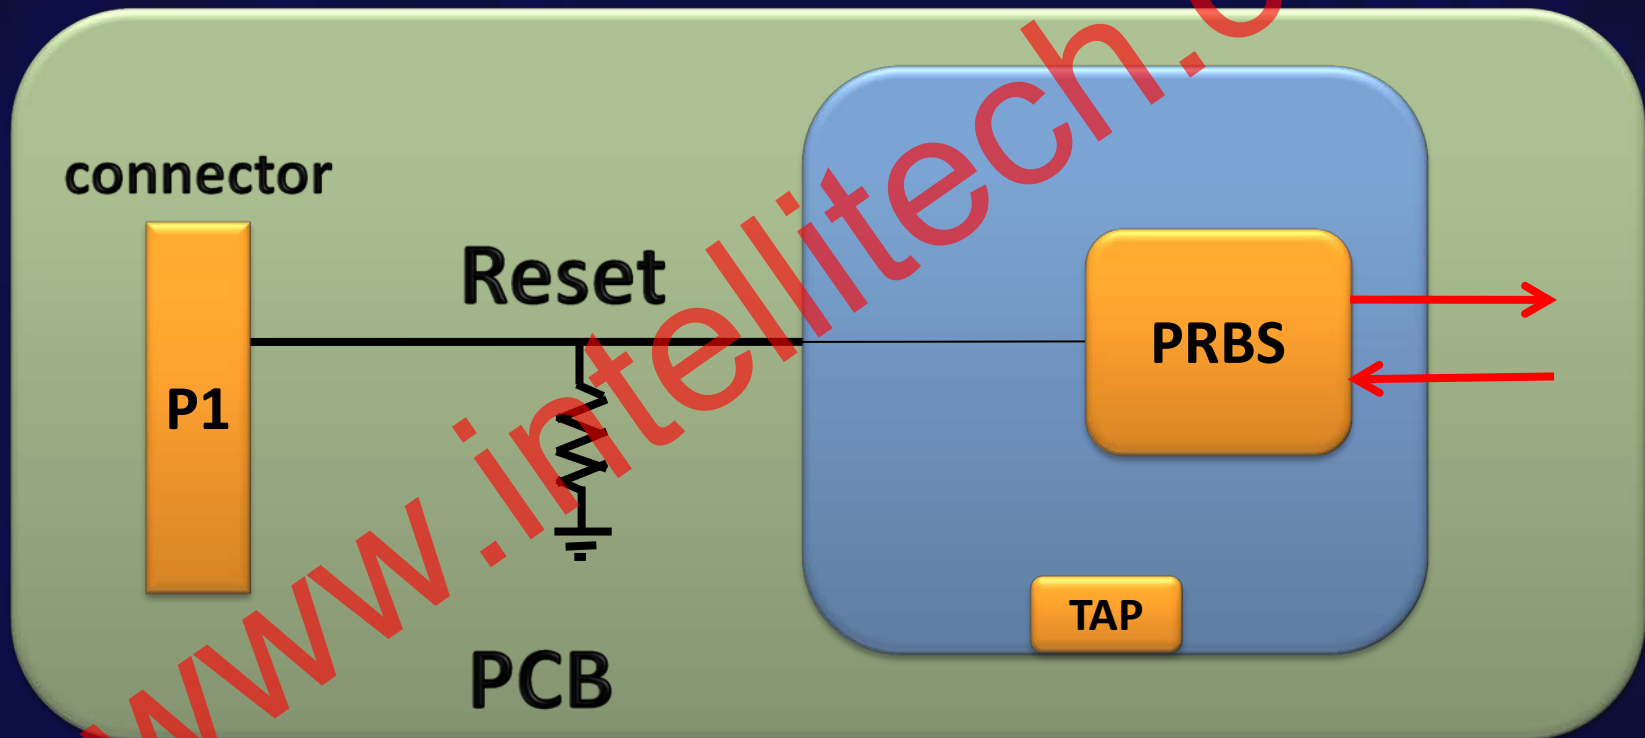 connector
Reset
PRBS
P1
TAP
PCB
www.intellitech.c